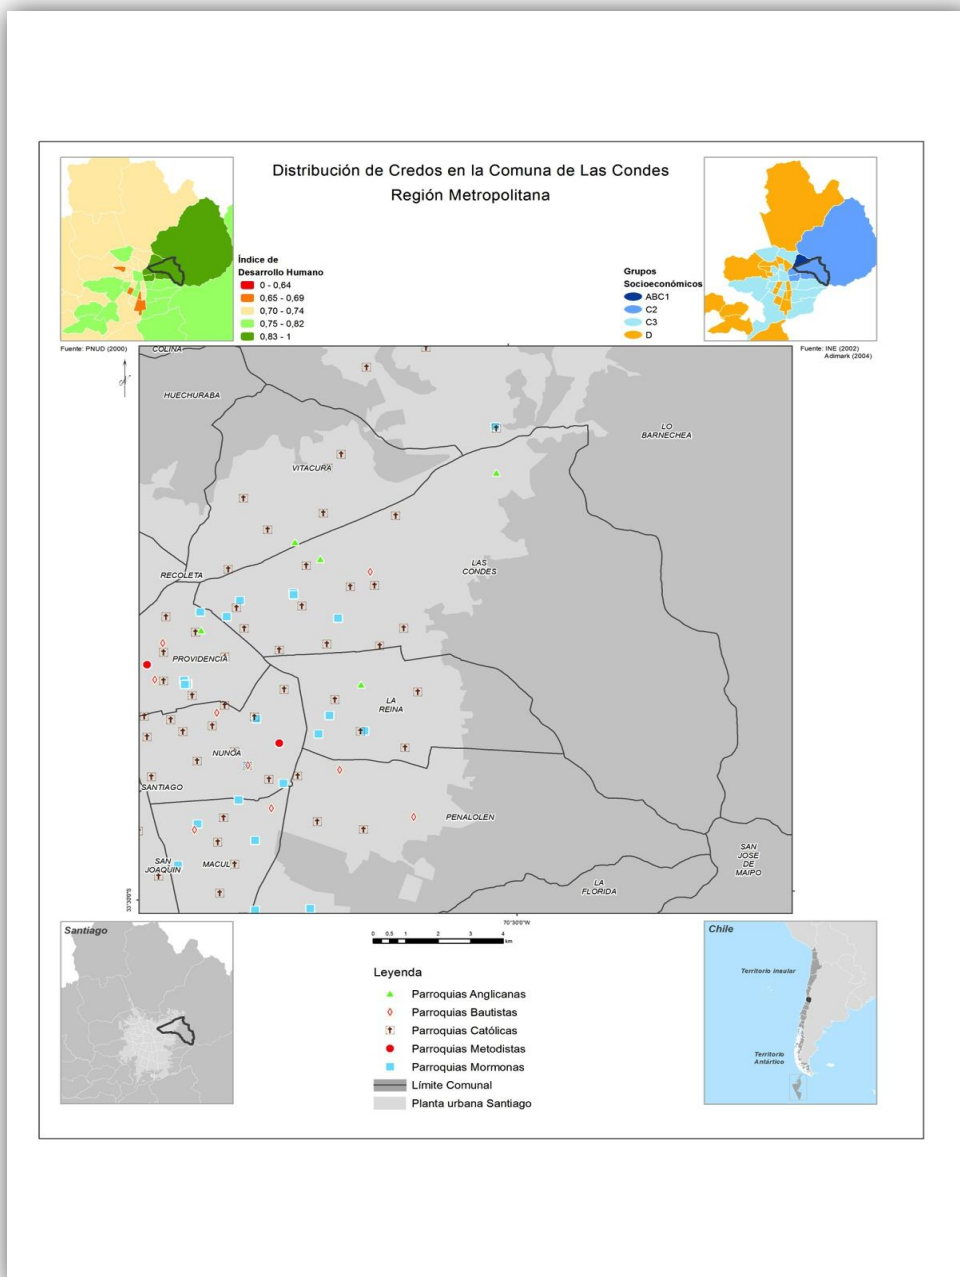 Distribución de Credos en la Comuna de Las Condes
Región Metropolitana
Índice de
Desarrollo Humano
0 - 0,64
0,65 - 0,69
0,70 - 0,74
0,75 - 0,82
0,83 - 1
Fuente: PNUD (2000)
Grupos
Socioeconómicos
ABC1
C2
C3
D
Fuente: INE (2002)
Adimark (2004)
COLINA
HUECHURABA
LO
BARNECHEA
VITACURA
LAS
CONDES
RECOLETA
PROVIDENCIA
LA
REINA
NUNOA
SANTIAGO
PENALOLEN
SAN
JOAQUIN
MACUL
SAN
JOSE
DE
MAIPO
LA
FLORIDA
33°30'0"S
70°30'0"W
0 0,5 1 2 3 4
km
Santiago
Chile
Territorio Insular
Territorio
Antártico
Leyenda
Parroquias Anglicanas
Parroquias Bautistas
Parroquias Católicas
Parroquias Metodistas
Parroquias Mormonas
Límite Comunal
Planta urbana Santiago